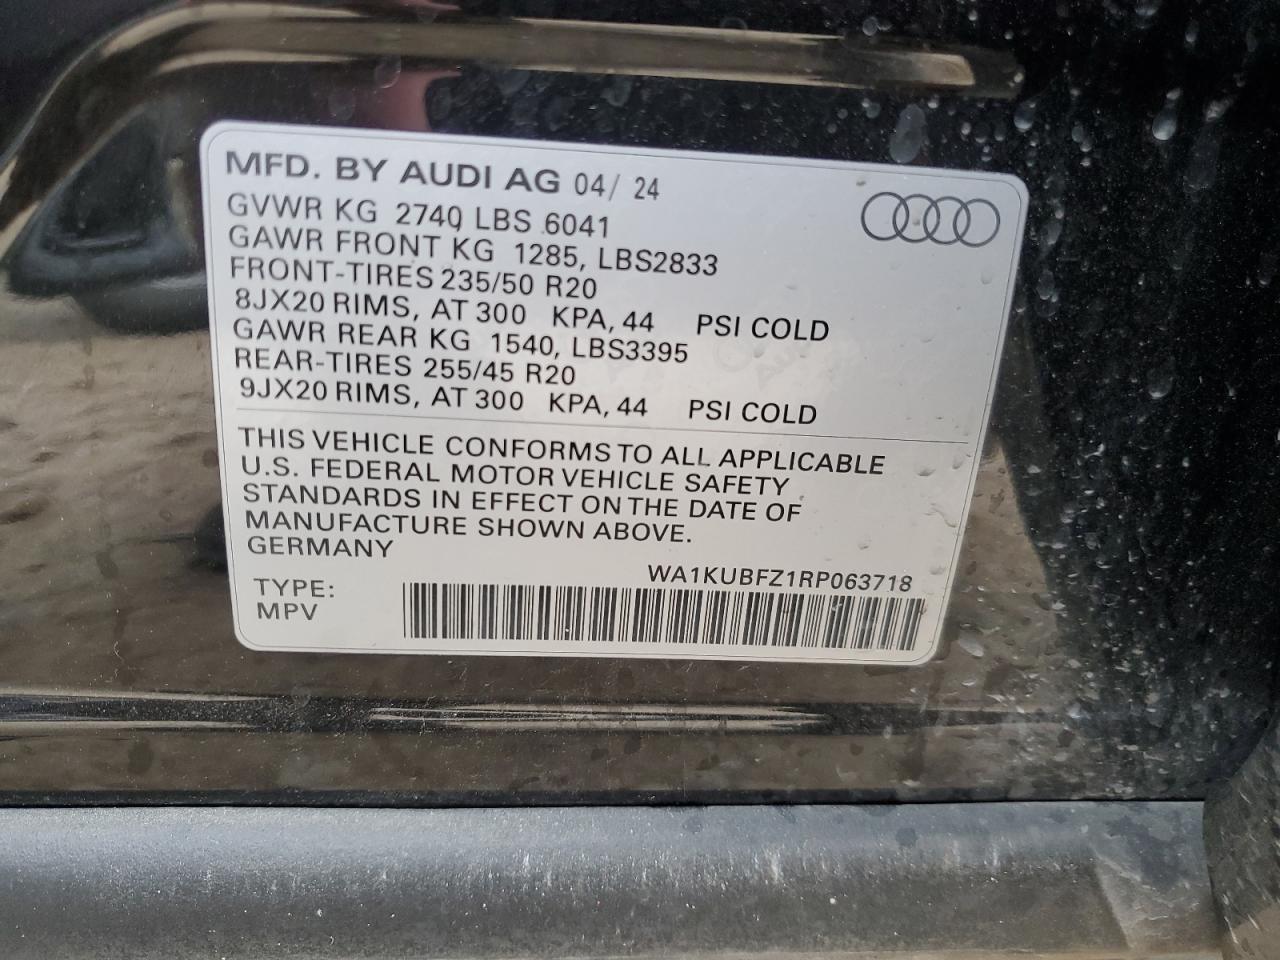 MFD. BY AUDI AG 04/ 24
GVWR KG 2740 LBS 6041
GAWR FRONT KG 1285, LBS2833
FRONT-TIRES 235/50 R20
8JX20 RIMS, AT 300 KPA, 44 PSI COLD
GAWR REAR KG 1540, LBS3395
REAR-TIRES 255/45 R20
9JX20 RIMS, AT 300 KPA, 44 PSI COLD
THIS VEHICLE CONFORMS TO ALL APPLICABLE
U.S. FEDERAL MOTOR VEHICLE SAFETY
STANDARDS IN EFFECT ON THE DATE OF
MANUFACTURE SHOWN ABOVE.
GERMANY
WA1KUBFZ1RP063718
TYPE:
MPV